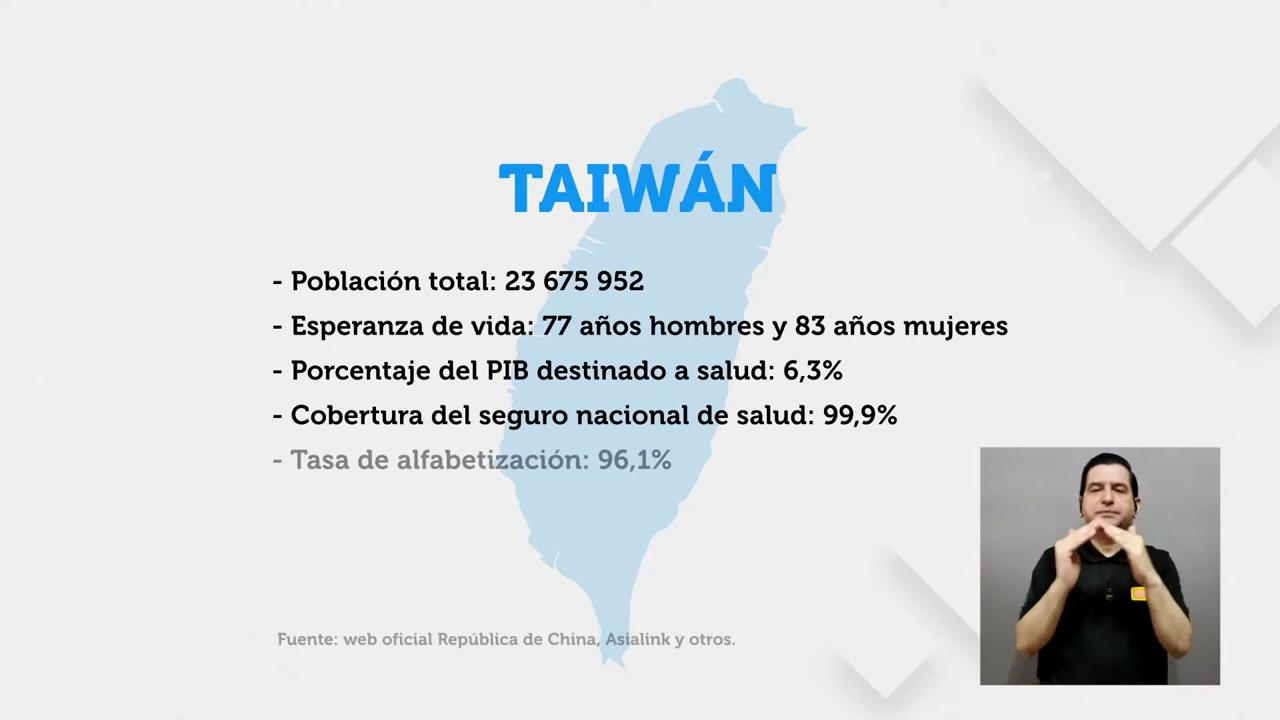 TAIWÁN
- Población total: 23 675 952
- Esperanza de vida: 77 años hombres y 83 años mujeres
- Porcentaje del PIB destinado a salud: 6,3%
- Cobertura del seguro nacional de salud: 99,9%
- Tasa de alfabetización: 96,1%
Fuente: web oficial República de China, Asialink y otros.